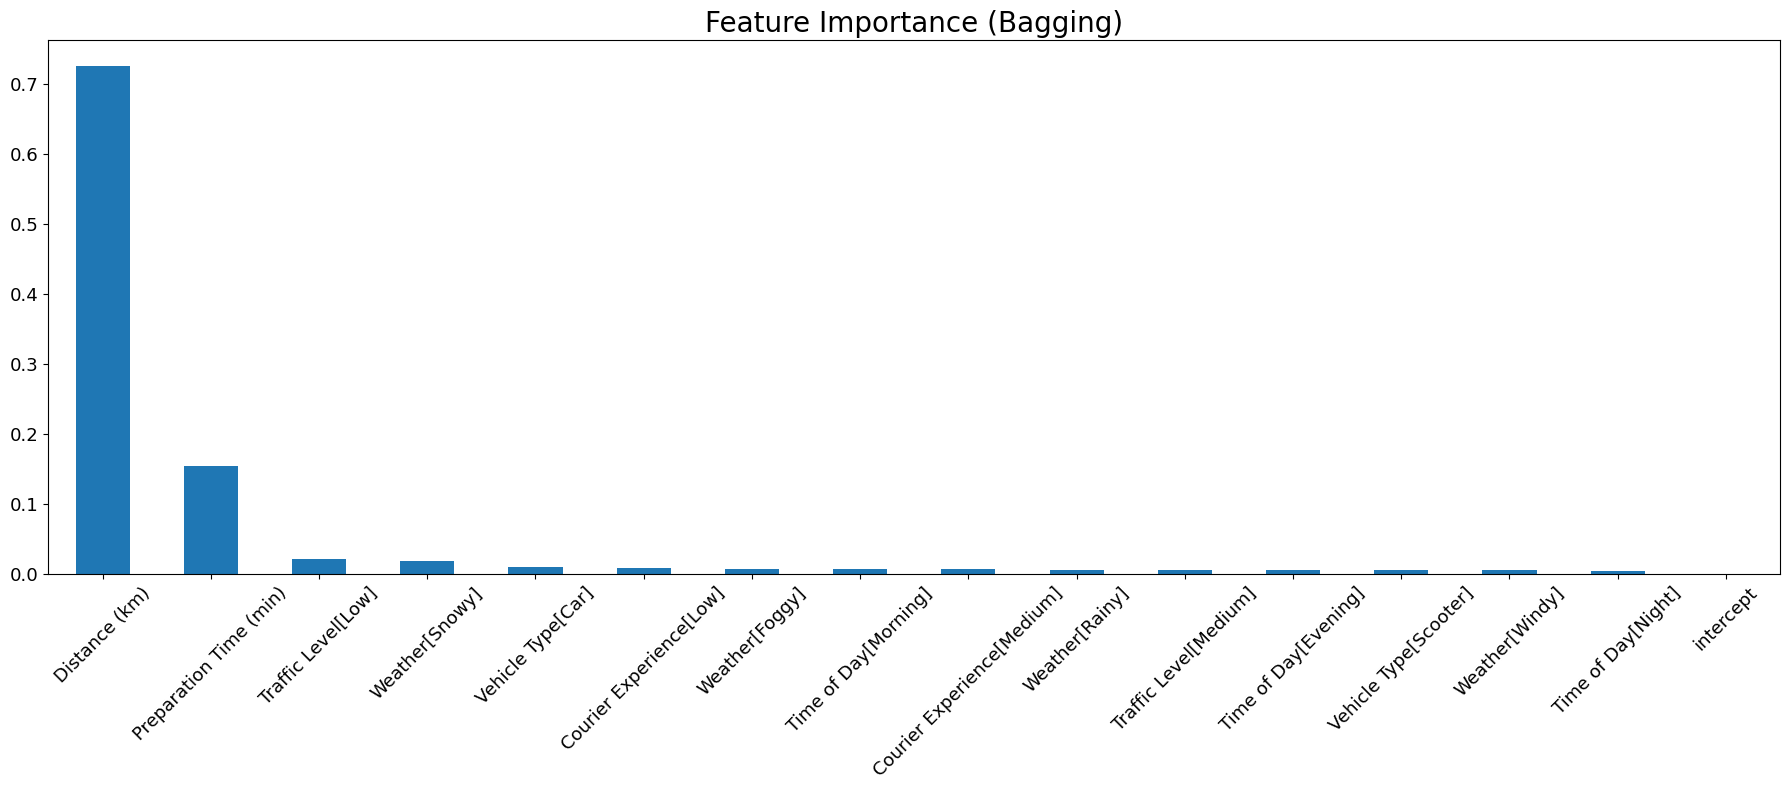 Feature Importance (Bagging)
0.7
0.6
0.5
0.4
0.3
0.2
0.1
0.0
Distance (km)
Preparation Time (min)
Traffic Level[Low]
Weather[Snowy]
Vehicle Type[Car]
Courier Experience[Low]
Weather[Foggy]
Time of Day[Morning]
Courier Experience[Medium]
Weather[Rainy]
Traffic Level[Medium]
Time of Day[Evening]
Vehicle Type[Scooter]
Weather[Windy]
Time of Day[Night]
intercept